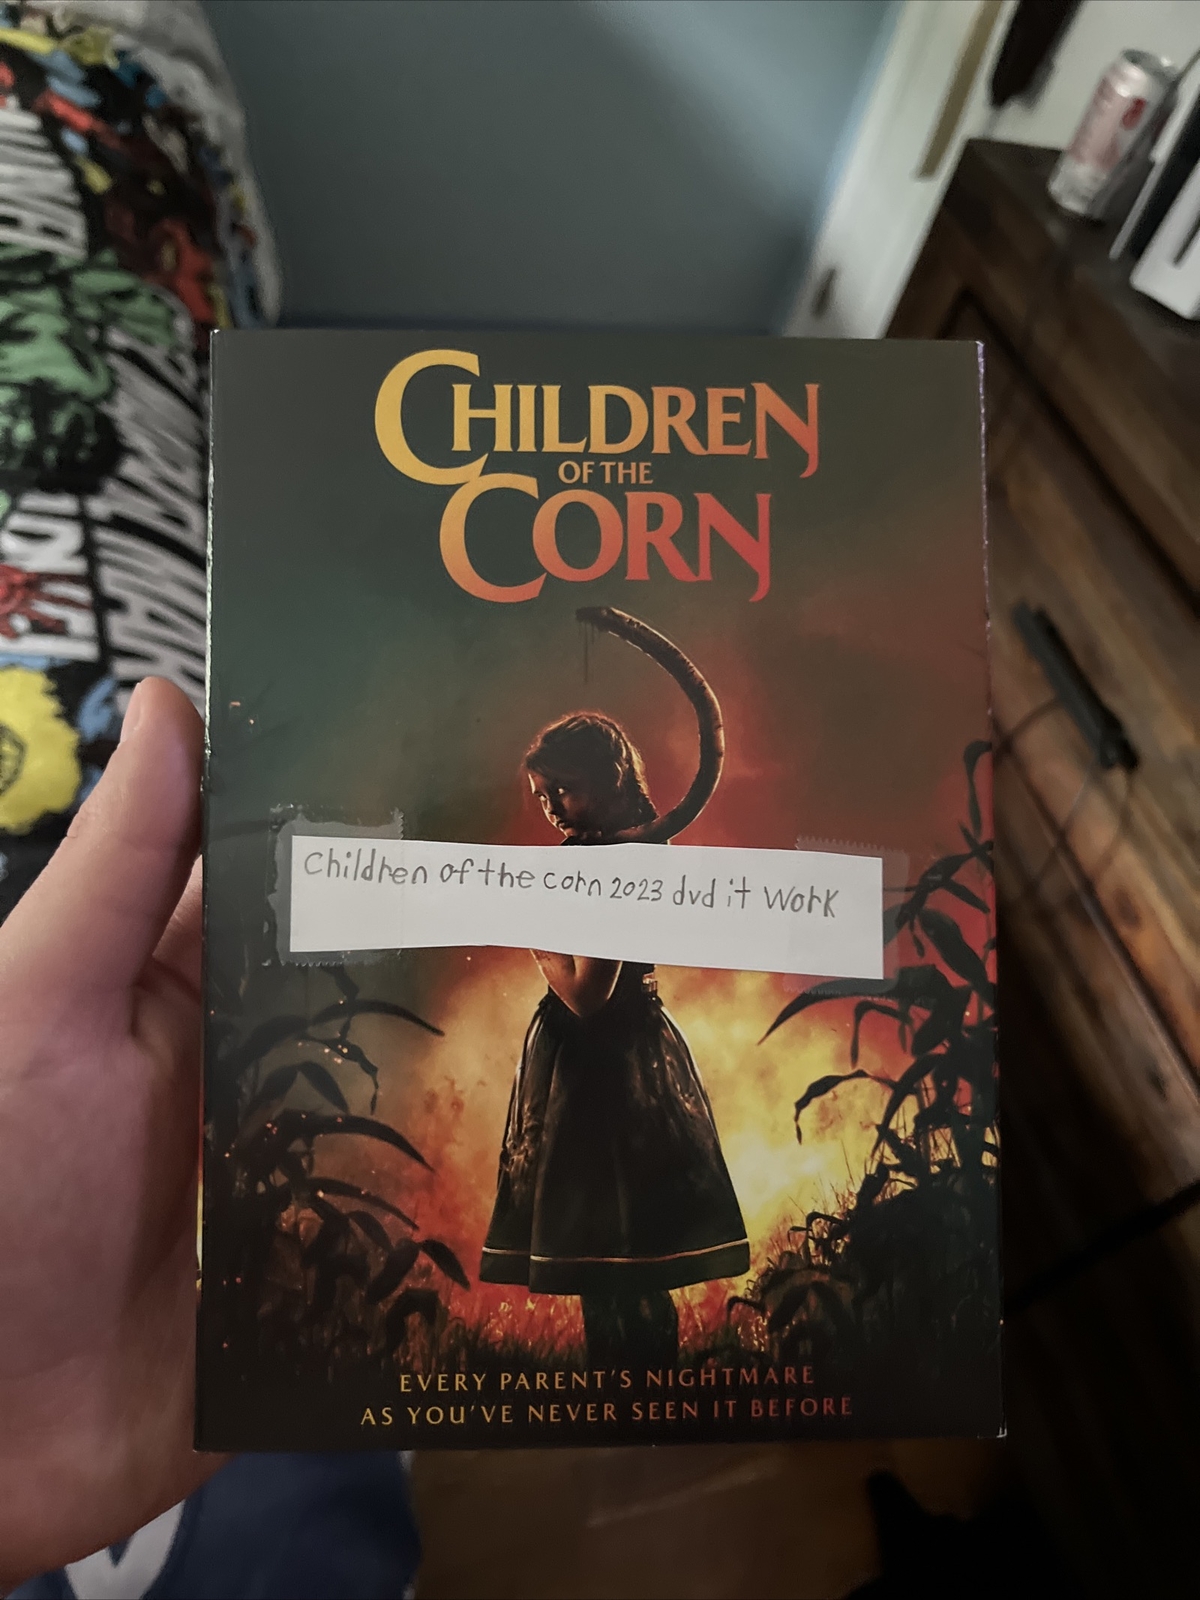 CHILDREN
OF THE
CORN
Children of the corn 2023 dvd it work
EVERY PARENT'S NIGHTMARE
AS YOU'VE NEVER SEEN IT BEFORE